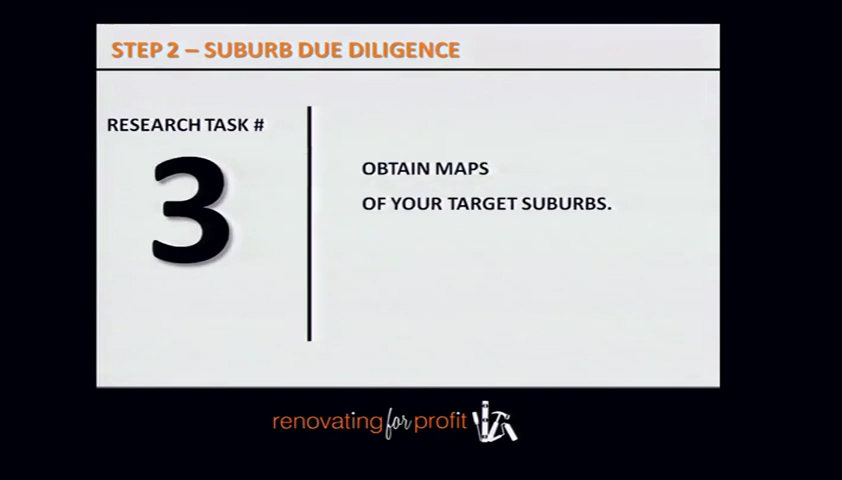 STEP 2 – SUBURB DUE DILIGENCE
RESEARCH TASK #
3
OBTAIN MAPS
OF YOUR TARGET SUBURBS.
renovating for profit